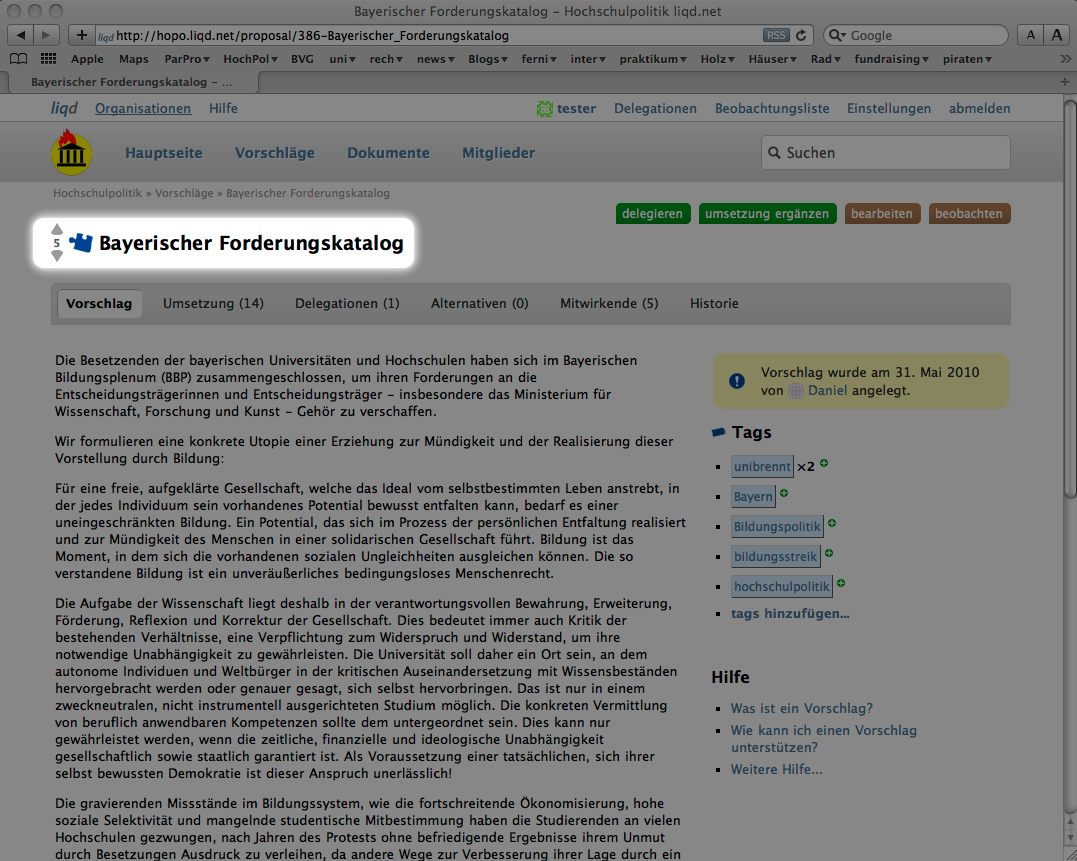 Bayerischer Forderungskatalog – Hochschulpolitik liqd.net
liqd http://hopo.liqd.net/proposal/386-Bayerischer_Forderungskatalog RSS Google A A
Apple Maps ParPro HochPol BVG uni rech news Blogs ferni inter praktikum Holz Häuser Rad fundraising piraten
Bayerischer Forderungskatalog – ...
liqd Organisationen Hilfe tester Delegationen Beobachtungsliste Einstellungen abmelden
Hauptseite Vorschläge Dokumente Mitglieder Suchen
Hochschulpolitik » Vorschläge » Bayerischer Forderungskatalog
delegieren umsetzung ergänzen bearbeiten beobachten
5 Bayerischer Forderungskatalog
Vorschlag Umsetzung (14) Delegationen (1) Alternativen (0) Mitwirkende (5) Historie
Die Besetzenden der bayerischen Universitäten und Hochschulen haben sich im Bayerischen
Bildungsplenum (BBP) zusammengeschlossen, um ihren Forderungen an die
Entscheidungsträgerinnen und Entscheidungsträger – insbesondere das Ministerium für
Wissenschaft, Forschung und Kunst – Gehör zu verschaffen.
Wir formulieren eine konkrete Utopie einer Erziehung zur Mündigkeit und der Realisierung dieser
Vorstellung durch Bildung:
Für eine freie, aufgeklärte Gesellschaft, welche das Ideal vom selbstbestimmten Leben anstrebt, in
der jedes Individuum sein vorhandenes Potential bewusst entfalten kann, bedarf es einer
uneingeschränkten Bildung. Ein Potential, das sich im Prozess der persönlichen Entfaltung realisiert
und zur Mündigkeit des Menschen in einer solidarischen Gesellschaft führt. Bildung ist das
Moment, in dem sich die vorhandenen sozialen Ungleichheiten ausgleichen können. Die so
verstandene Bildung ist ein unveräußerliches bedingungsloses Menschenrecht.
Die Aufgabe der Wissenschaft liegt deshalb in der verantwortungsvollen Bewahrung, Erweiterung,
Förderung, Reflexion und Korrektur der Gesellschaft. Dies bedeutet immer auch Kritik der
bestehenden Verhältnisse, eine Verpflichtung zum Widerspruch und Widerstand, um ihre
notwendige Unabhängigkeit zu gewährleisten. Die Universität soll daher ein Ort sein, an dem
autonome Individuen und Weltbürger in der kritischen Auseinandersetzung mit Wissensbeständen
hervorgebracht werden oder genauer gesagt, sich selbst hervorbringen. Das ist nur in einem
zweckneutralen, nicht instrumentell ausgerichteten Studium möglich. Die konkreten Vermittlung
von beruflich anwendbaren Kompetenzen sollte dem untergeordnet sein. Dies kann nur
gewährleistet werden, wenn die zeitliche, finanzielle und ideologische Unabhängigkeit
gesellschaftlich sowie staatlich garantiert ist. Als Voraussetzung einer tatsächlichen, sich ihrer
selbst bewussten Demokratie ist dieser Anspruch unerlässlich!
Die gravierenden Missstände im Bildungssystem, wie die fortschreitende Ökonomisierung, hohe
soziale Selektivität und mangelnde studentische Mitbestimmung haben die Studierenden an vielen
Hochschulen gezwungen, nach Jahren des Protests ohne befriedigende Ergebnisse ihrem Unmut
durch Besetzungen Ausdruck zu verleihen, da andere Wege zur Verbesserung ihrer Lage durch ein
Vorschlag wurde am 31. Mai 2010
von Daniel angelegt.
Tags
unibrennt ×2
Bayern
Bildungspolitik
bildungsstreik
hochschulpolitik
tags hinzufügen...
Hilfe
Was ist ein Vorschlag?
Wie kann ich einen Vorschlag
unterstützen?
Weitere Hilfe...